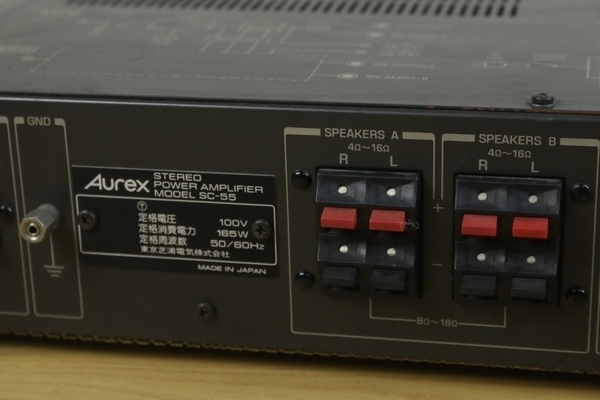 GND
Aurex
STEREO
POWER AMPLIFIER
MODEL SC-55
定格電圧 100V
定格消費電力 165W
定格周波数 50/60Hz
東京芝浦電気株式会社
MADE IN JAPAN
SPEAKERS A
4Ω～16Ω
R L
+
−
SPEAKERS B
4Ω～16Ω
R L
8Ω～16Ω